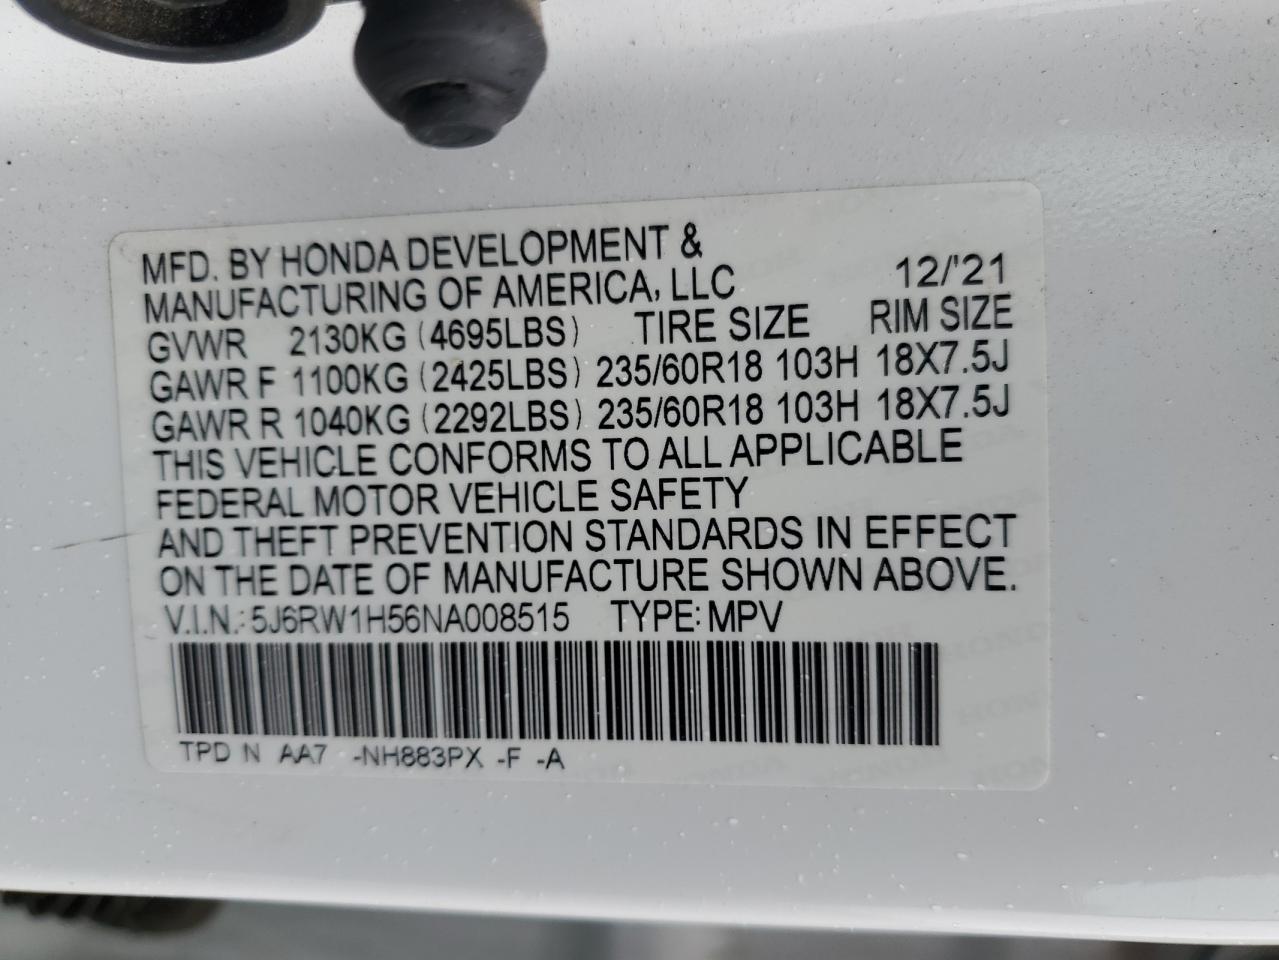 MFD. BY HONDA DEVELOPMENT &
MANUFACTURING OF AMERICA, LLC 12/'21
GVWR 2130KG (4695LBS) TIRE SIZE RIM SIZE
GAWR F 1100KG (2425LBS) 235/60R18 103H 18X7.5J
GAWR R 1040KG (2292LBS) 235/60R18 103H 18X7.5J
THIS VEHICLE CONFORMS TO ALL APPLICABLE
FEDERAL MOTOR VEHICLE SAFETY
AND THEFT PREVENTION STANDARDS IN EFFECT
ON THE DATE OF MANUFACTURE SHOWN ABOVE.
V.I.N.: 5J6RW1H56NA008515 TYPE: MPV
TPD N AA7 -NH883PX -F -A